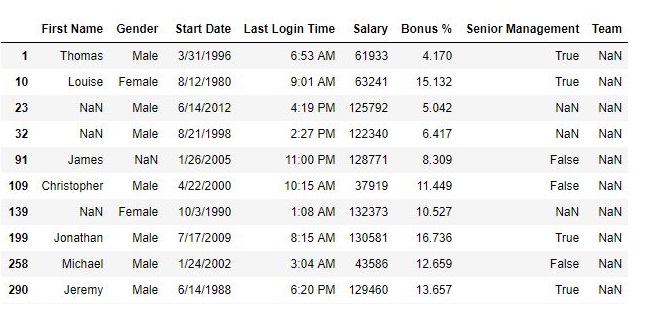 First Name Gender Start Date Last Login Time Salary Bonus % Senior Management Team
1 Thomas Male 3/31/1996 6:53 AM 61933 4.170 True NaN
10 Louise Female 8/12/1980 9:01 AM 63241 15.132 True NaN
23 NaN Male 6/14/2012 4:19 PM 125792 5.042 NaN NaN
32 NaN Male 8/21/1998 2:27 PM 122340 6.417 NaN NaN
91 James NaN 1/26/2005 11:00 PM 128771 8.309 False NaN
109 Christopher Male 4/22/2000 10:15 AM 37919 11.449 False NaN
139 NaN Female 10/3/1990 1:08 AM 132373 10.527 NaN NaN
199 Jonathan Male 7/17/2009 8:15 AM 130581 16.736 True NaN
258 Michael Male 1/24/2002 3:04 AM 43586 12.659 False NaN
290 Jeremy Male 6/14/1988 6:20 PM 129460 13.657 True NaN